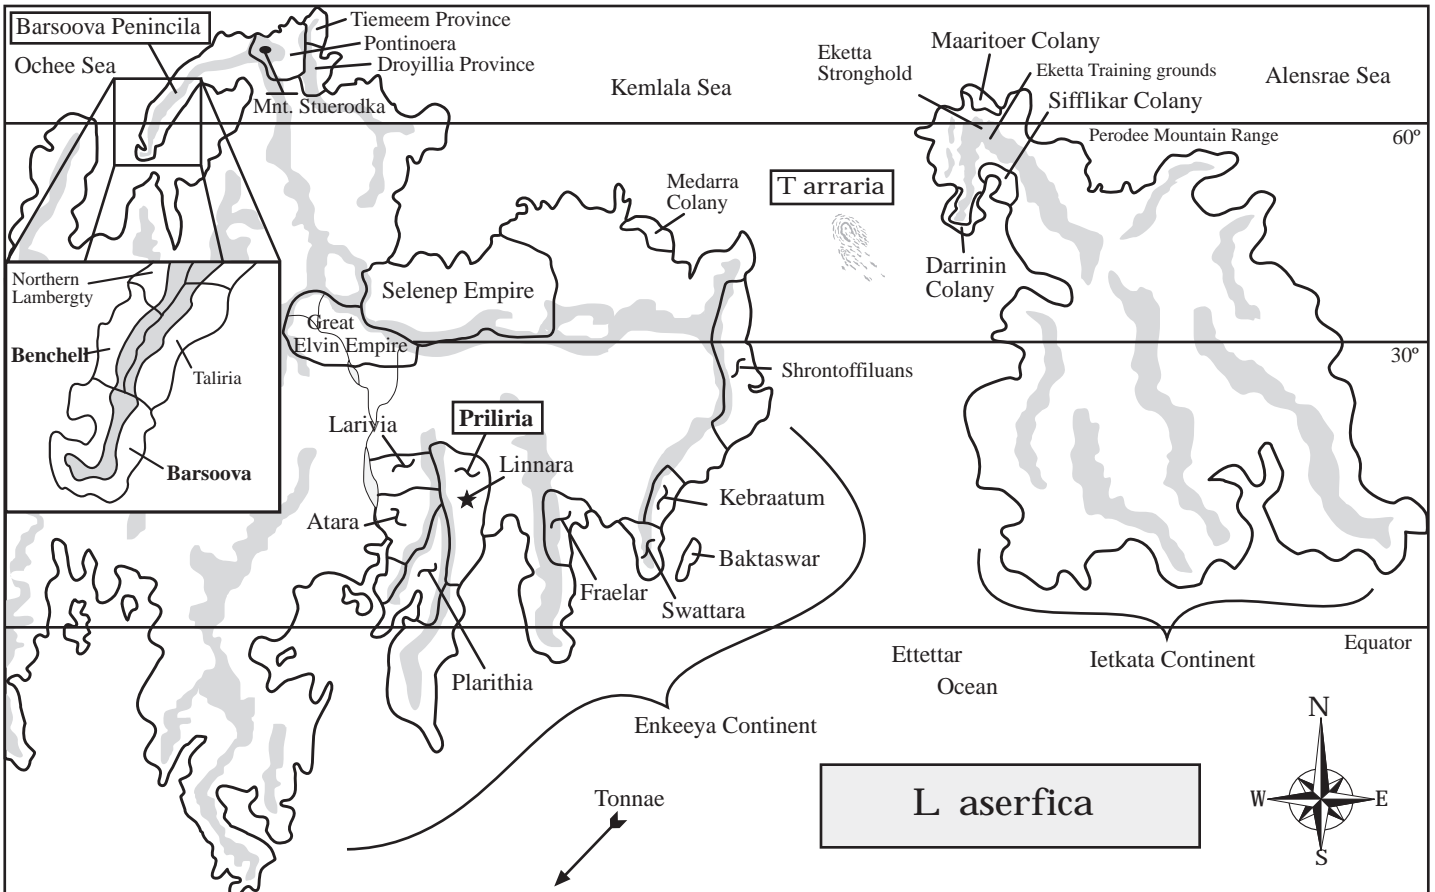 Barsoova Penincila
Tiemeem Province
Pontinoera
Droyillia Province
Ochee Sea
Mnt. Stuerodka
Kemlala Sea
Eketta
Stronghold
Maaritoer Colany
Eketta Training grounds
Sifflikar Colany
Alensrae Sea
Perodee Mountain Range
60º
Medarra
Colany
T arraria
Darrinin
Colany
Northern
Lambergty
Benchell
Taliria
Barsoova
Selenep Empire
Great
Elvin Empire
30º
Shrontoffiluans
Larivia
Priliria
Linnara
Atara
Kebraatum
Baktaswar
Fraelar
Swattara
Plarithia
Equator
Ettettar
Ocean
Ietkata Continent
Enkeeya Continent
Tonnae
L aserfica
N
W
E
S